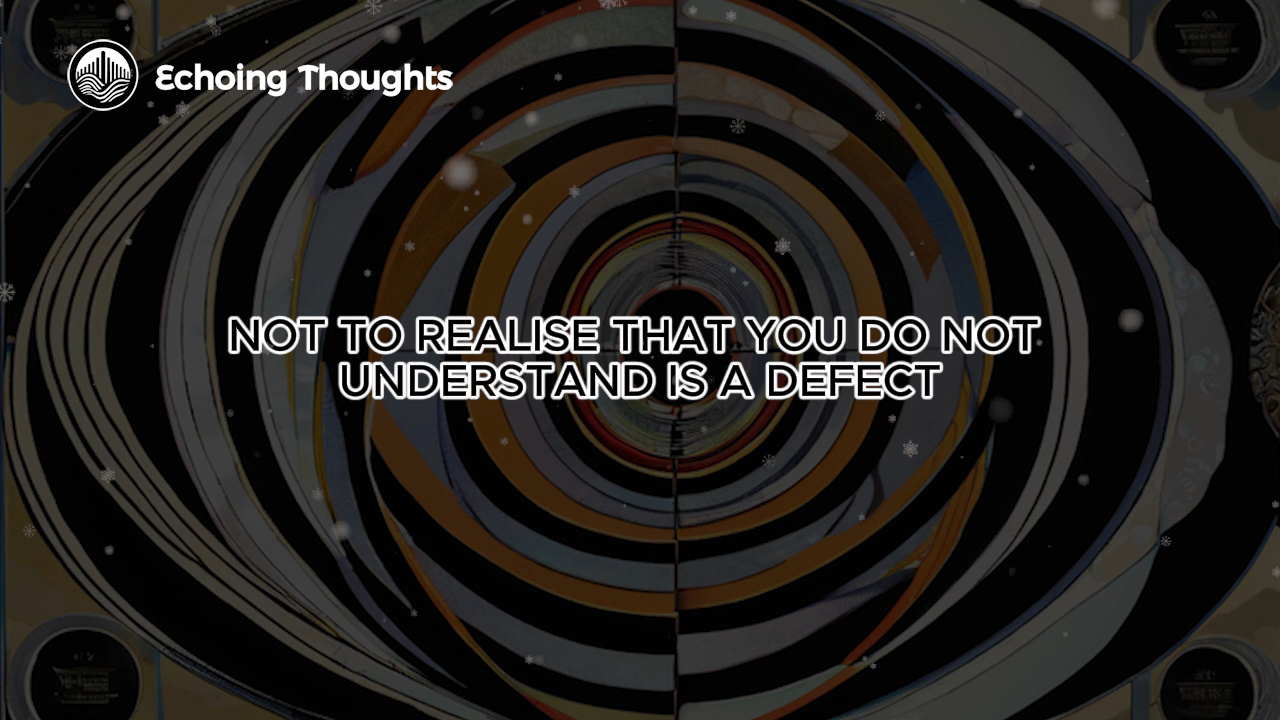 Echoing Thoughts
NOT TO REALISE THAT YOU DO NOT
UNDERSTAND IS A DEFECT